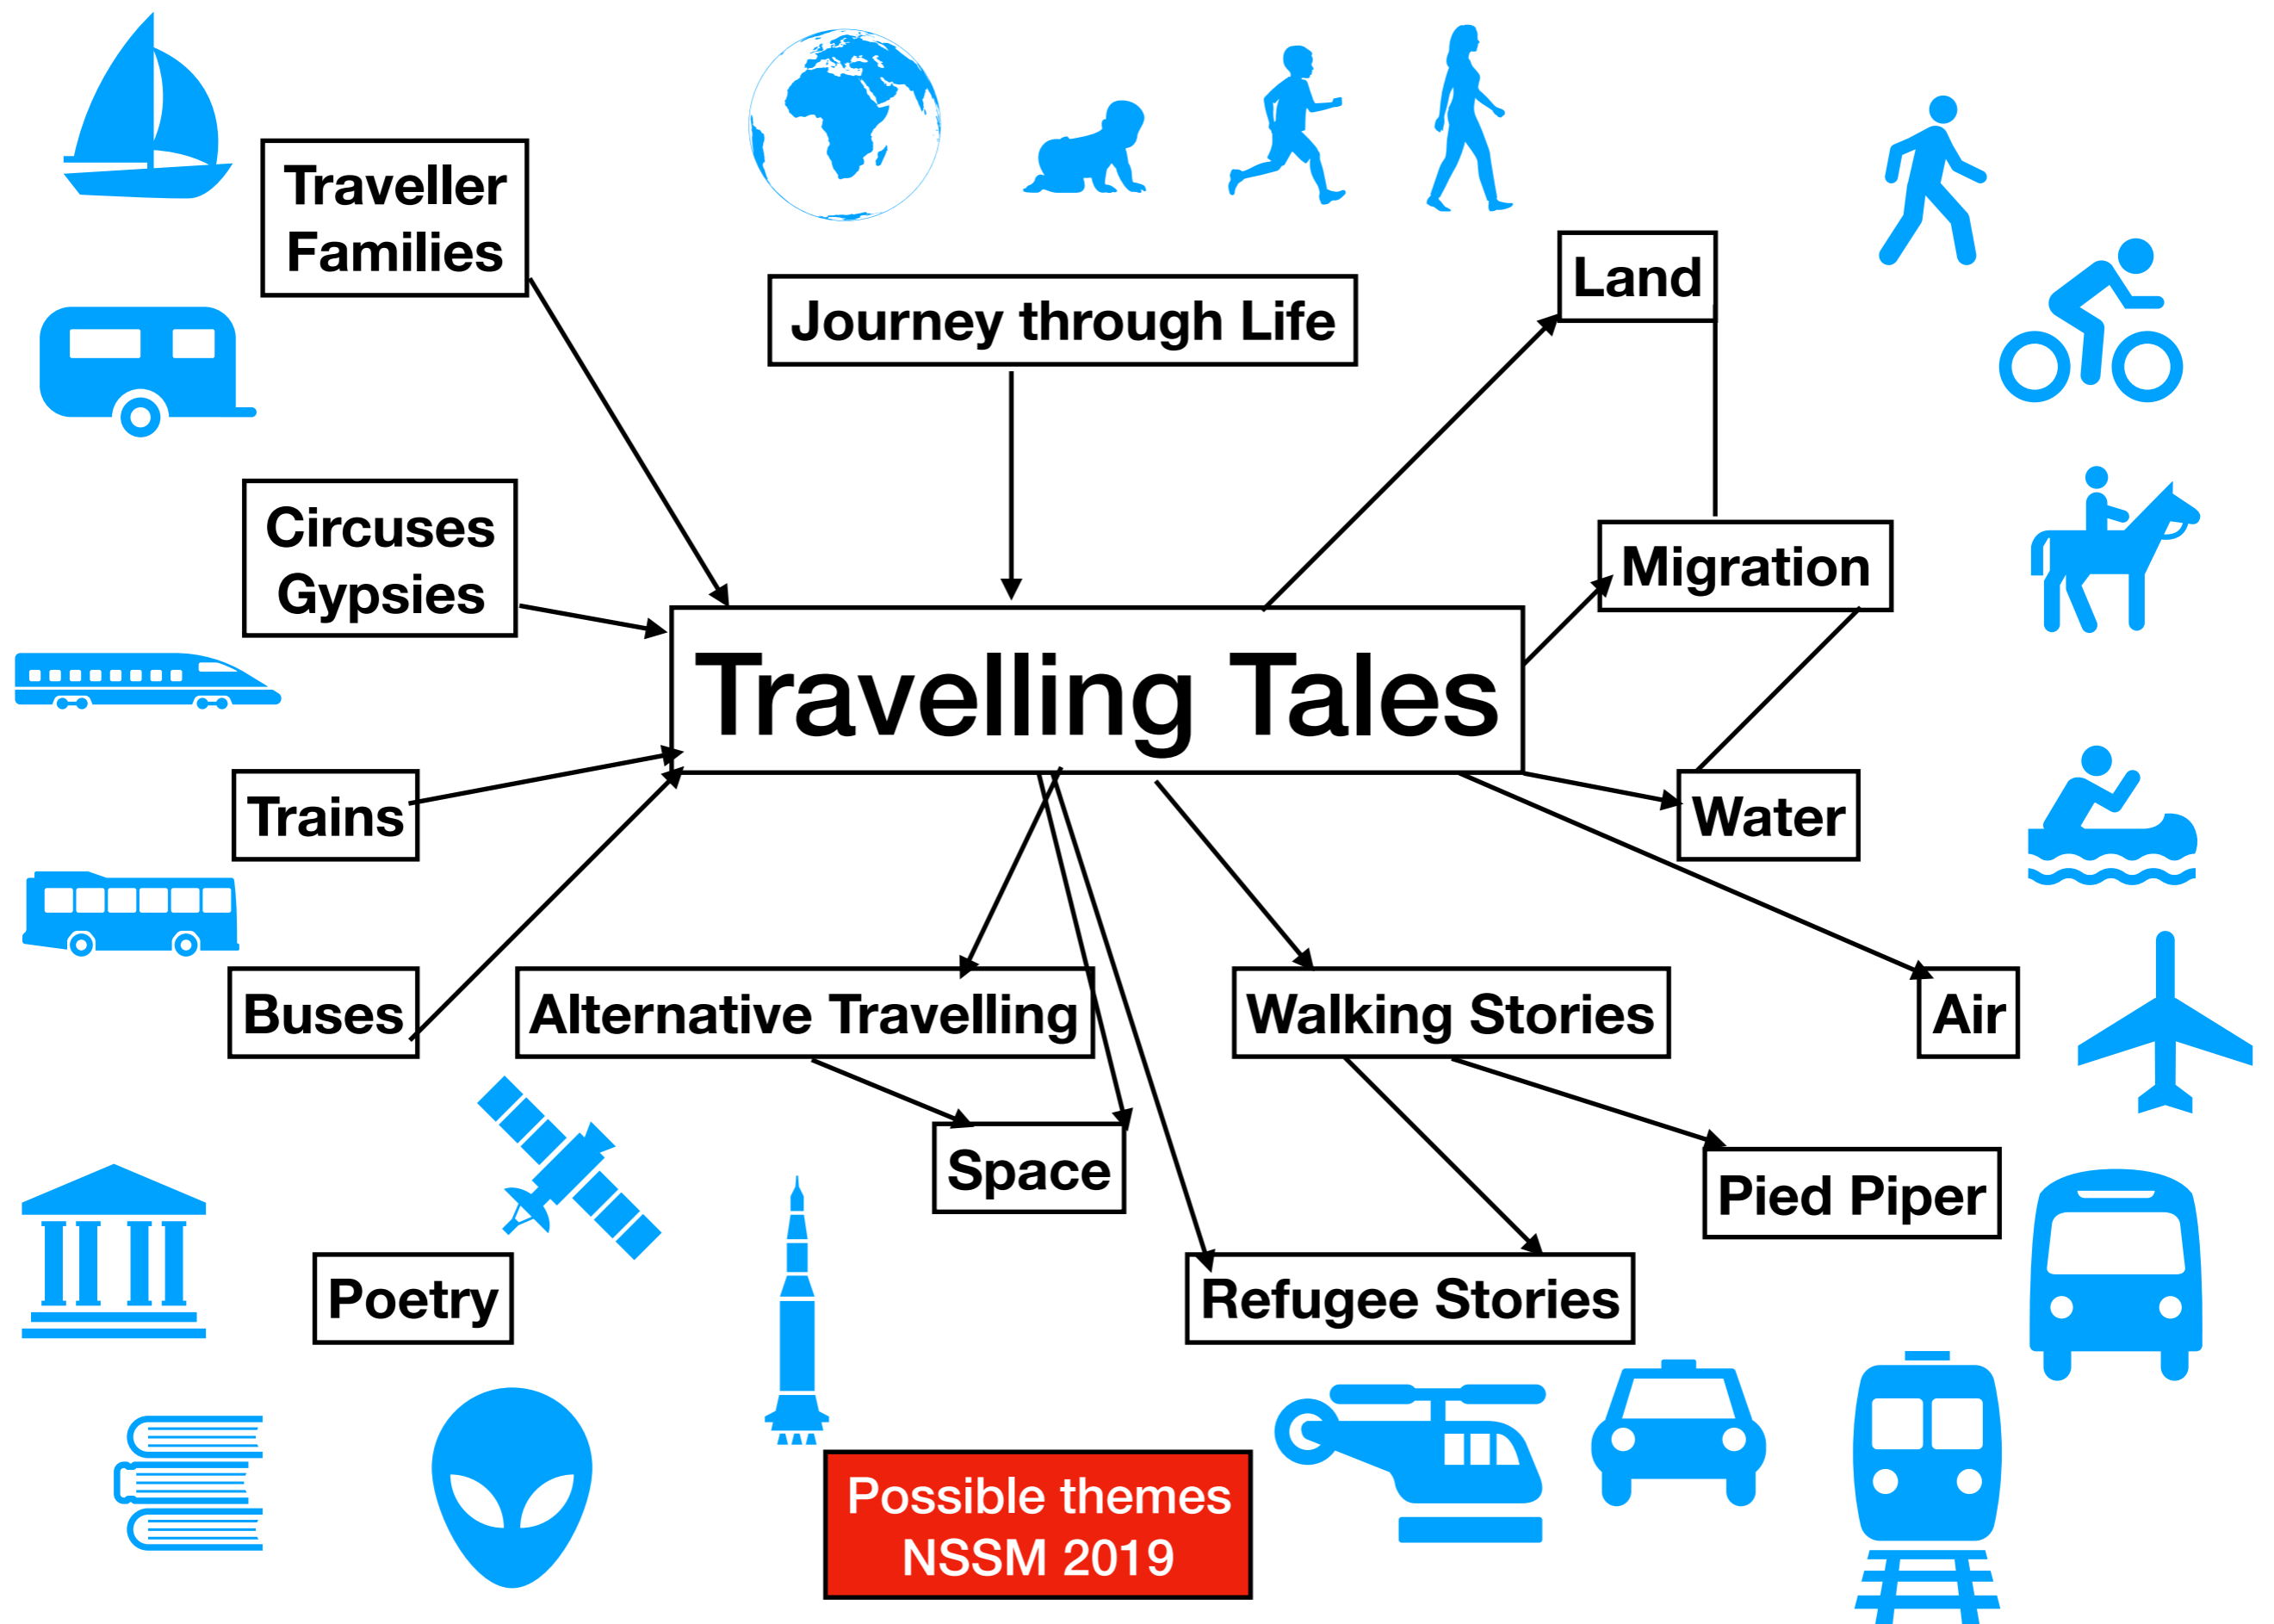 Traveller
Families
Journey through Life
Land
Circuses
Gypsies
Migration
Travelling Tales
Trains
Water
Buses
Alternative Travelling
Walking Stories
Air
Space
Pied Piper
Poetry
Refugee Stories
Possible themes
NSSM 2019